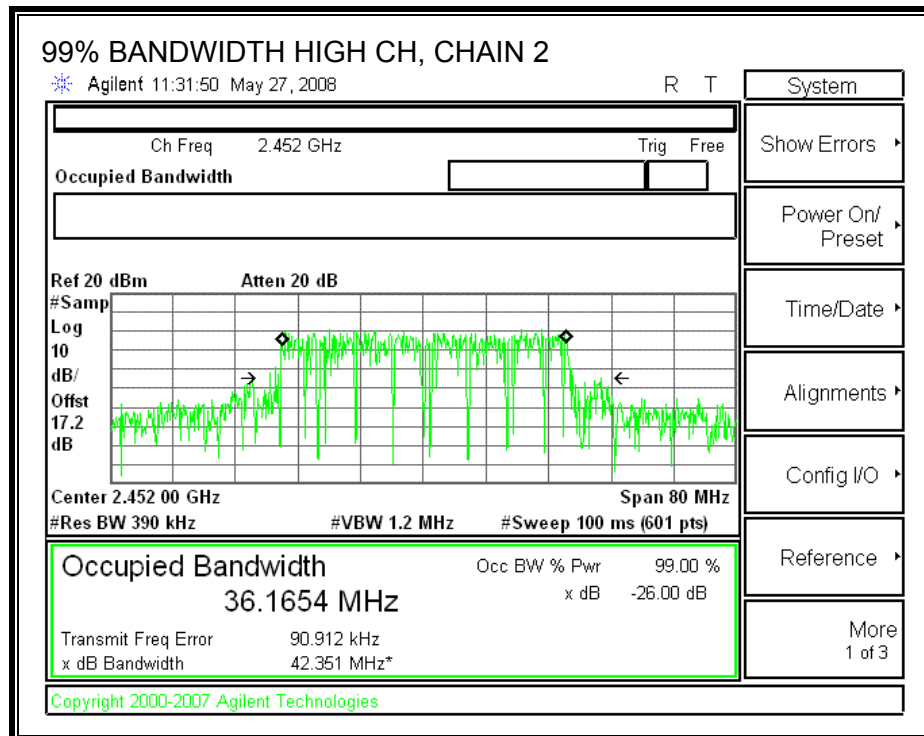 99% BANDWIDTH HIGH CH, CHAIN 2
Agilent 11:31:50 May 27, 2008 R T
System
Ch Freq 2.452 GHz Trig Free
Show Errors
Occupied Bandwidth
Power On/
Preset
Ref 20 dBm Atten 20 dB
#Samp
Log
10
dB/
Offst
17.2
dB
Time/Date
Alignments
Config I/O
Center 2.452 00 GHz Span 80 MHz
#Res BW 390 kHz #VBW 1.2 MHz #Sweep 100 ms (601 pts)
Occupied Bandwidth Occ BW % Pwr 99.00 %
36.1654 MHz x dB -26.00 dB
Reference
Transmit Freq Error 90.912 kHz
x dB Bandwidth 42.351 MHz*
More
1 of 3
Copyright 2000-2007 Agilent Technologies